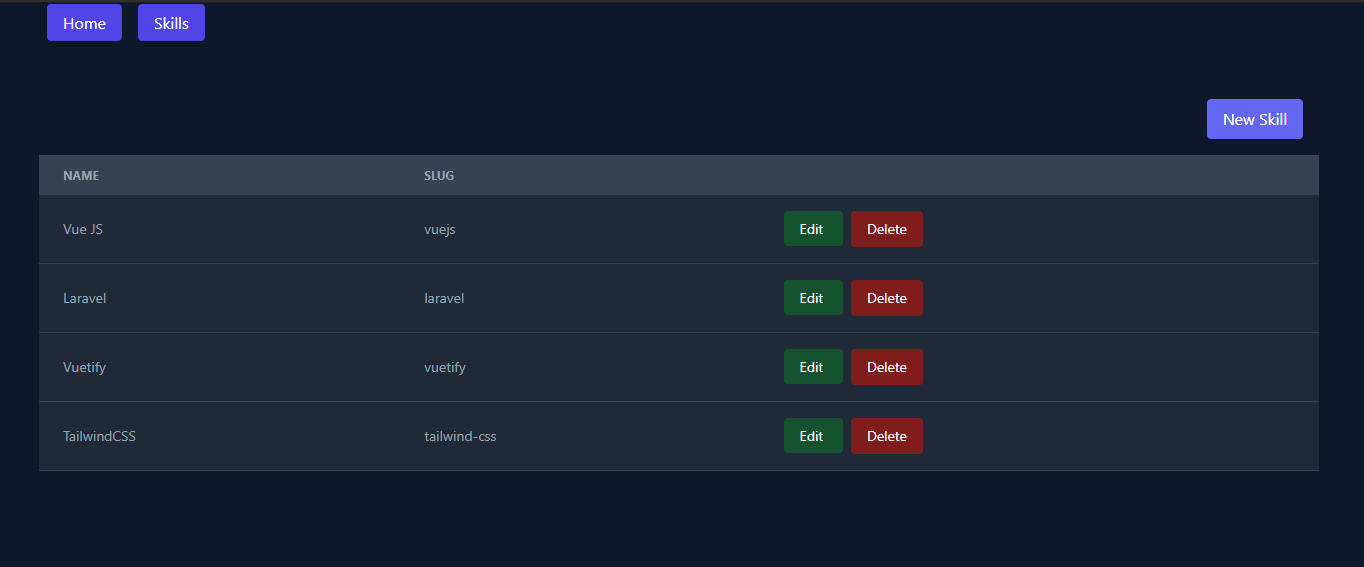 Home Skills
New Skill
NAME SLUG
Vue JS vuejs Edit Delete
Laravel laravel Edit Delete
Vuetify vuetify Edit Delete
TailwindCSS tailwind-css Edit Delete